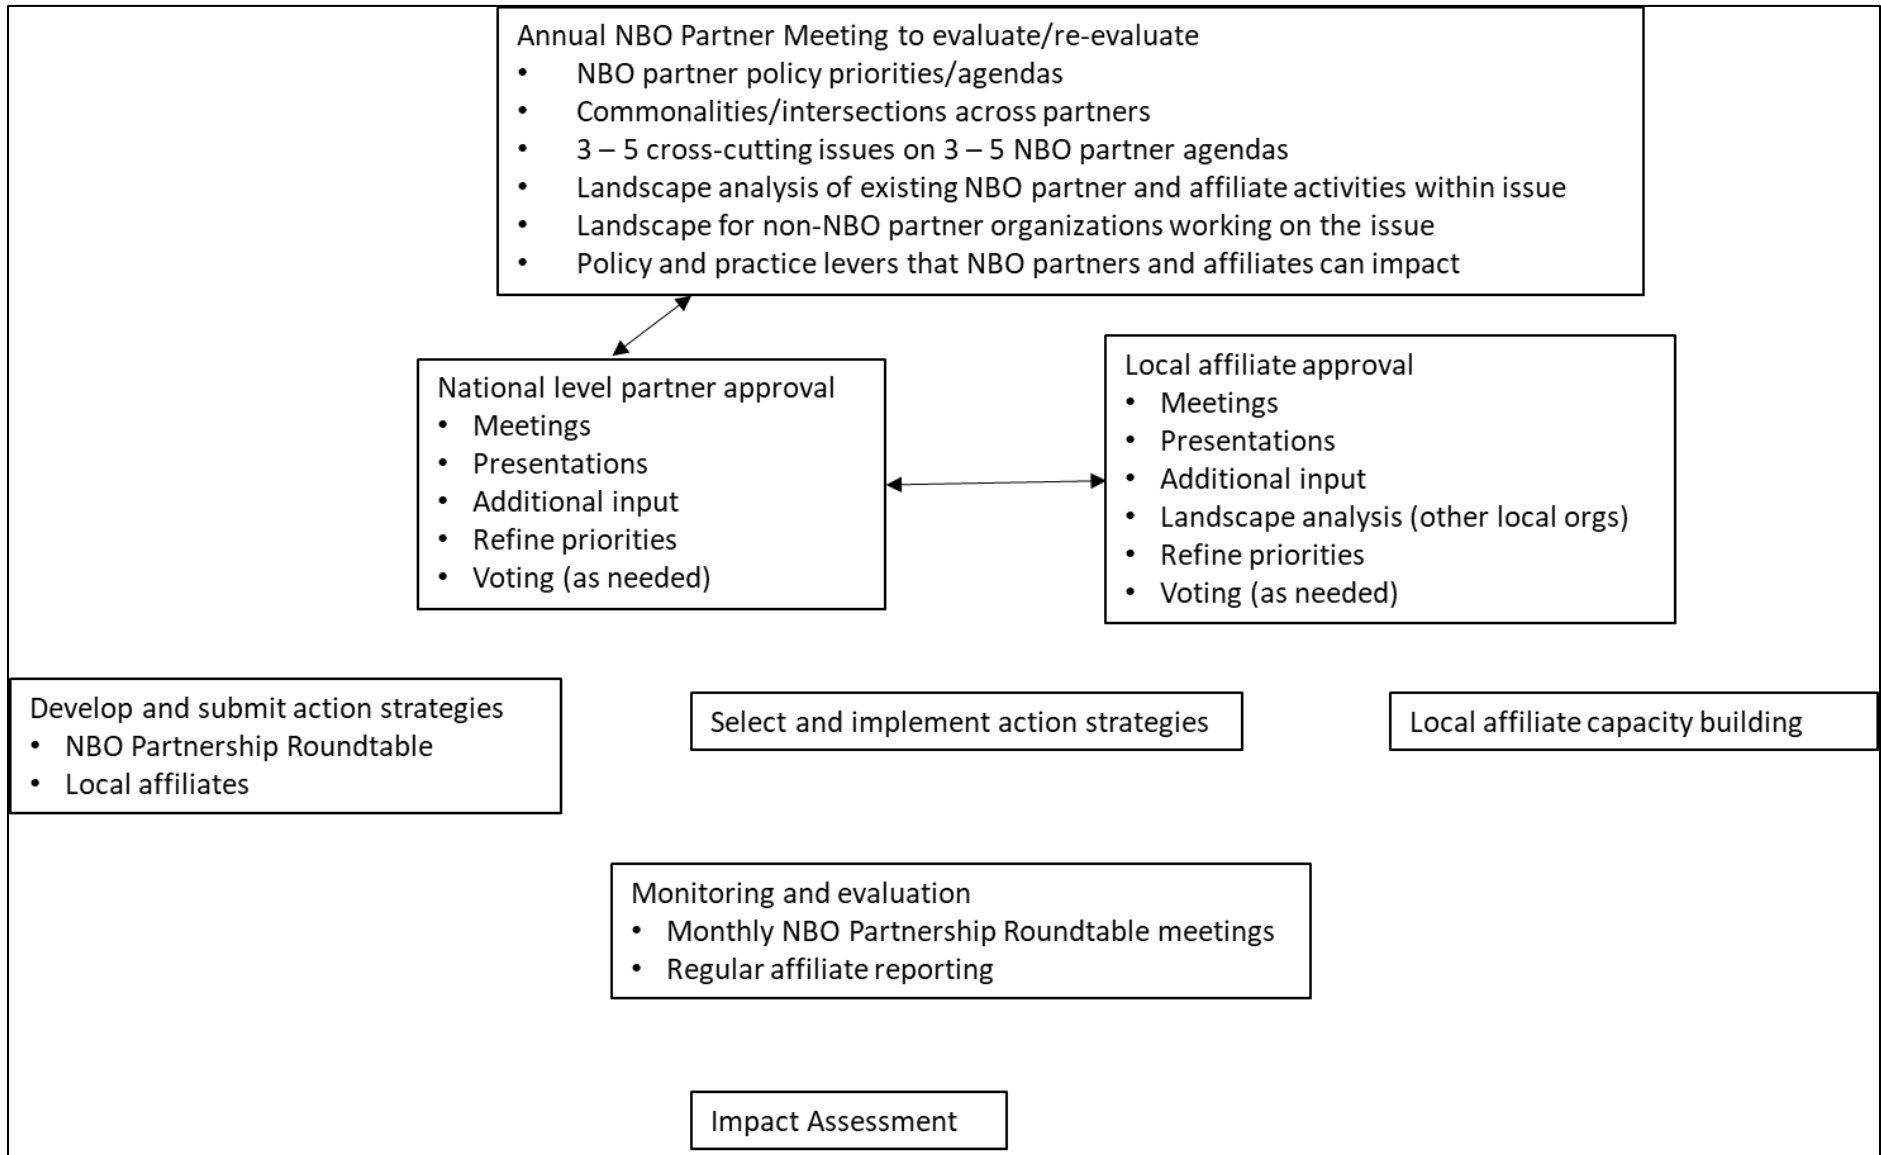 Annual NBO Partner Meeting to evaluate/re-evaluate
• NBO partner policy priorities/agendas
• Commonalities/intersections across partners
• 3 – 5 cross-cutting issues on 3 – 5 NBO partner agendas
• Landscape analysis of existing NBO partner and affiliate activities within issue
• Landscape for non-NBO partner organizations working on the issue
• Policy and practice levers that NBO partners and affiliates can impact
National level partner approval
• Meetings
• Presentations
• Additional input
• Refine priorities
• Voting (as needed)
Local affiliate approval
• Meetings
• Presentations
• Additional input
• Landscape analysis (other local orgs)
• Refine priorities
• Voting (as needed)
Develop and submit action strategies
• NBO Partnership Roundtable
• Local affiliates
Select and implement action strategies
Local affiliate capacity building
Monitoring and evaluation
• Monthly NBO Partnership Roundtable meetings
• Regular affiliate reporting
Impact Assessment